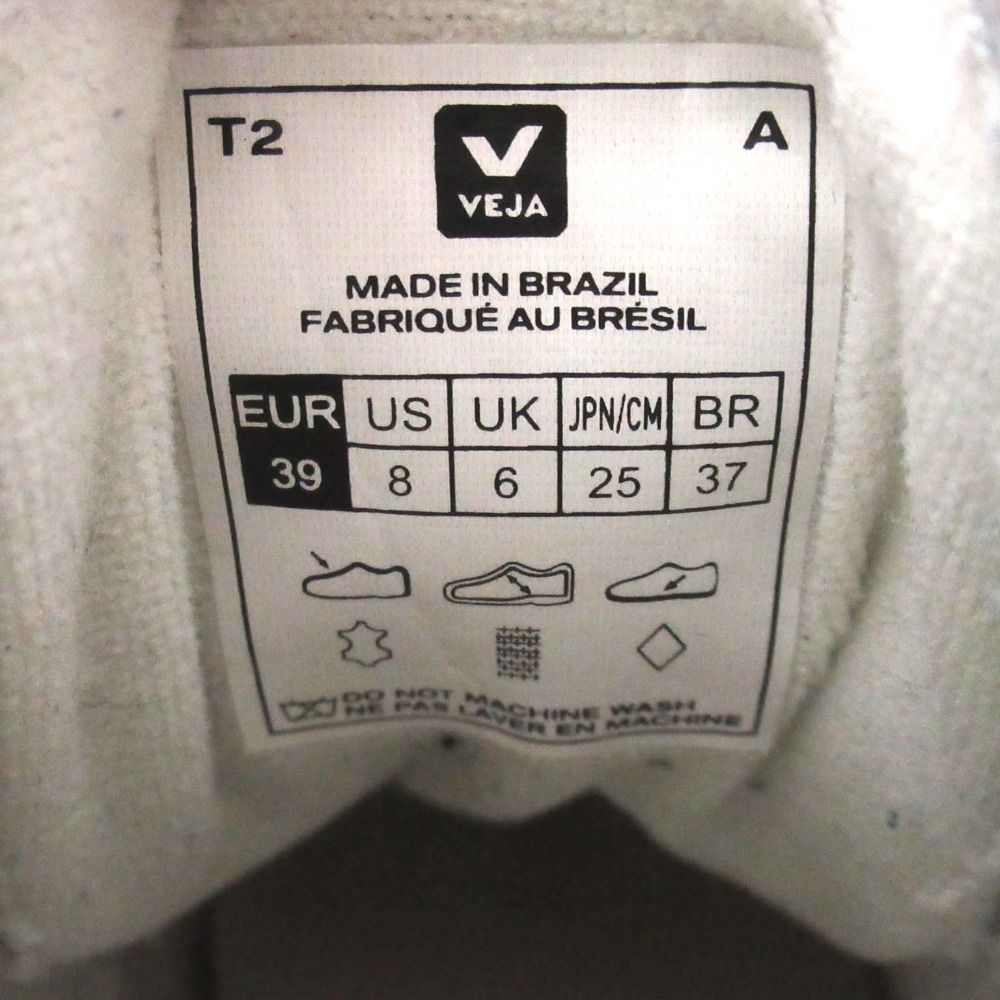 T2
A
VEJA
MADE IN BRAZIL
FABRIQUÉ AU BRÉSIL
EUR US UK JPN/CM BR
39 8 6 25 37
DO NOT MACHINE WASH
NE PAS LAVER EN MACHINE